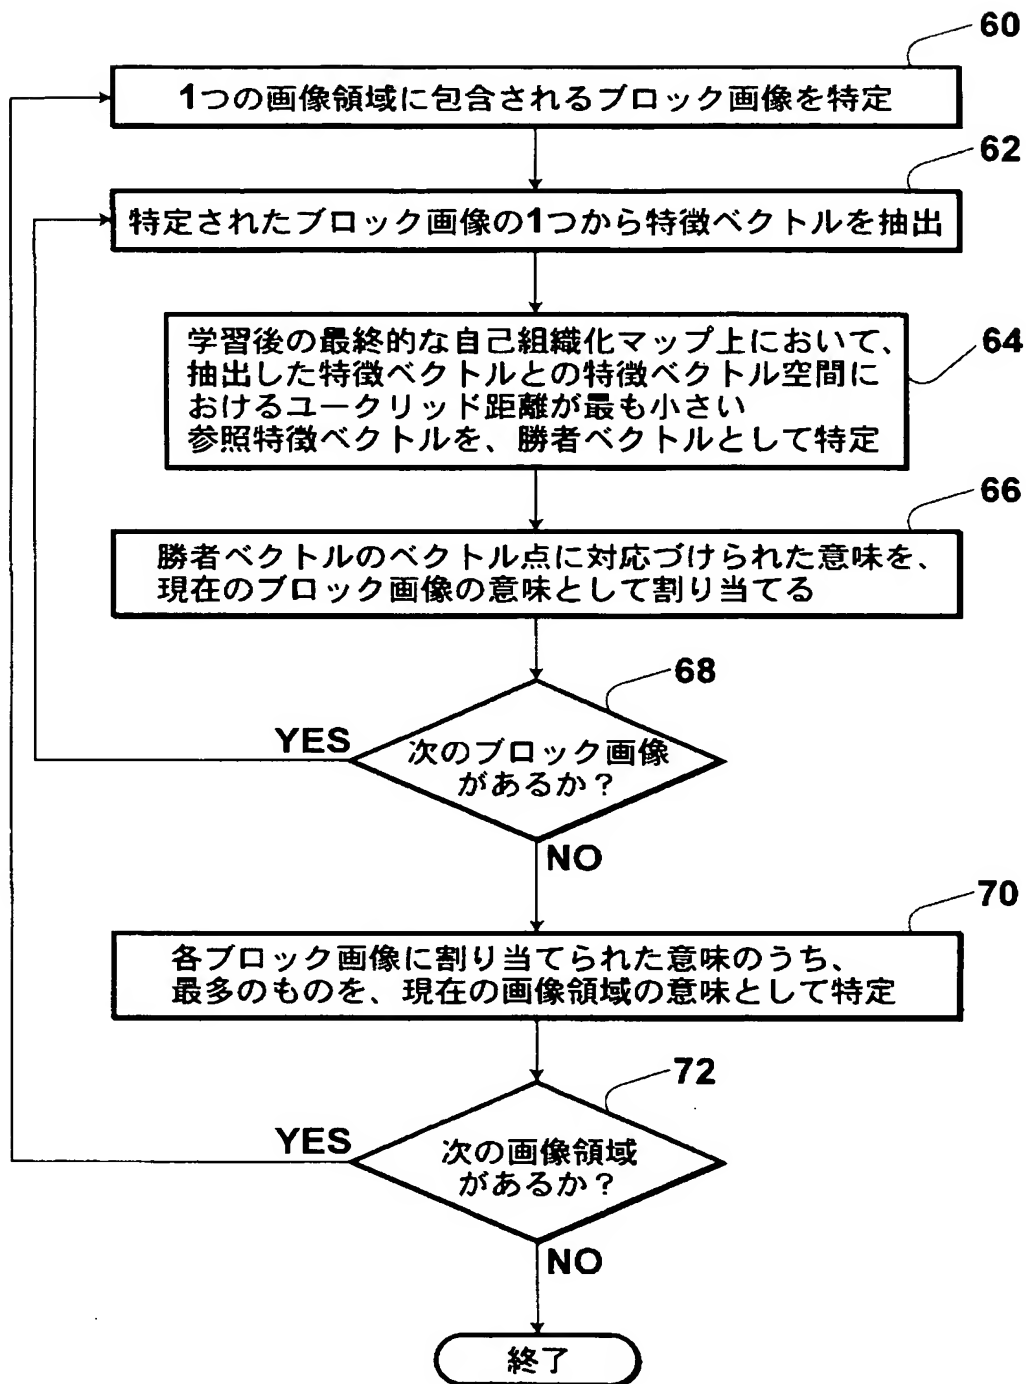 60
1つの画像領域に包含されるブロック画像を特定
62
特定されたブロック画像の1つから特徴ベクトルを抽出
64
学習後の最終的な自己組織化マップ上において、
抽出した特徴ベクトルとの特徴ベクトル空間に
おけるユークリッド距離が最も小さい
参照特徴ベクトルを、勝者ベクトルとして特定
66
勝者ベクトルのベクトル点に対応づけられた意味を、
現在のブロック画像の意味として割り当てる
68
YES
次のブロック画像
があるか?
NO
70
各ブロック画像に割り当てられた意味のうち、
最多のものを、現在の画像領域の意味として特定
72
YES
次の画像領域
があるか?
NO
終了